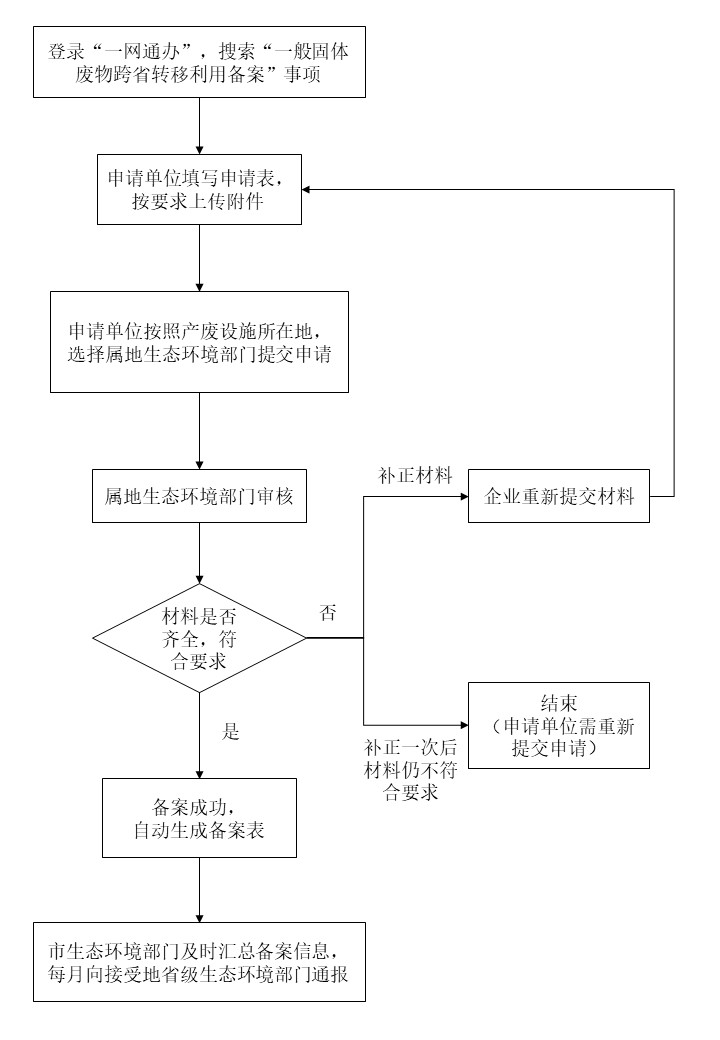 登录“一网通办”，搜索“一般固体
废物跨省转移利用备案”事项
申请单位填写申请表，
按要求上传附件
申请单位按照产废设施所在地，
选择属地生态环境部门提交申请
属地生态环境部门审核
补正材料
企业重新提交材料
材料是否
齐全，符
合要求
否
是
补正一次后
材料仍不符
合要求
结束
（申请单位需重新
提交申请）
备案成功，
自动生成备案表
市生态环境部门及时汇总备案信息，
每月向接受地省级生态环境部门通报